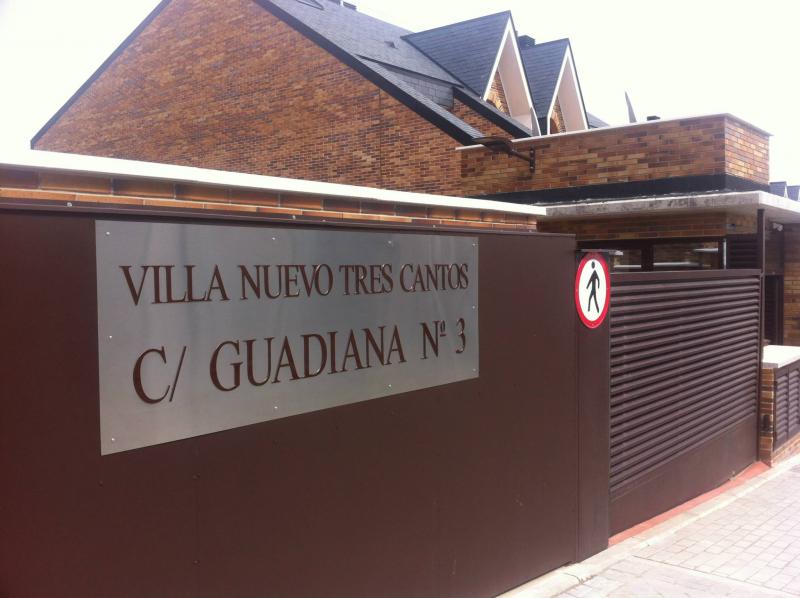 VILLA NUEVO TRES CANTOS
C/ GUADIANA Nº 3